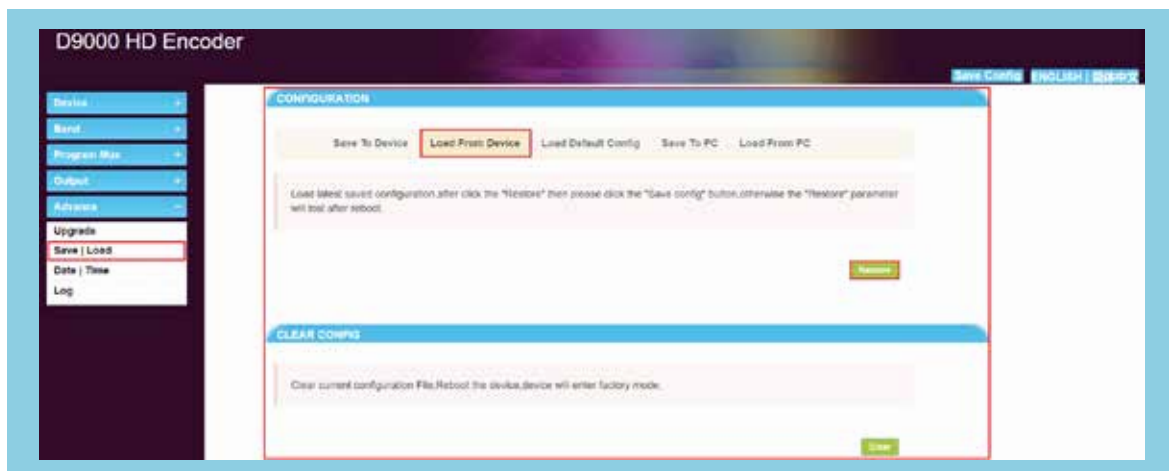 D9000 HD Encoder
Save Config ENGLISH | 简体中文
Device +
Band +
Program Mux +
Output +
Advance -
Upgrade
Save | Load
Date | Time
Log
CONFIGURATION
Save To Device Load From Device Load Default Config Save To PC Load From PC
Load latest saved configuration,after click the "Restore" then please click the "Save config" button,otherwise the "Restore" parameter
will lost after reboot.
Restore
CLEAR CONFIG
Clear current configuration File,Reboot the device,device will enter factory mode.
Clear